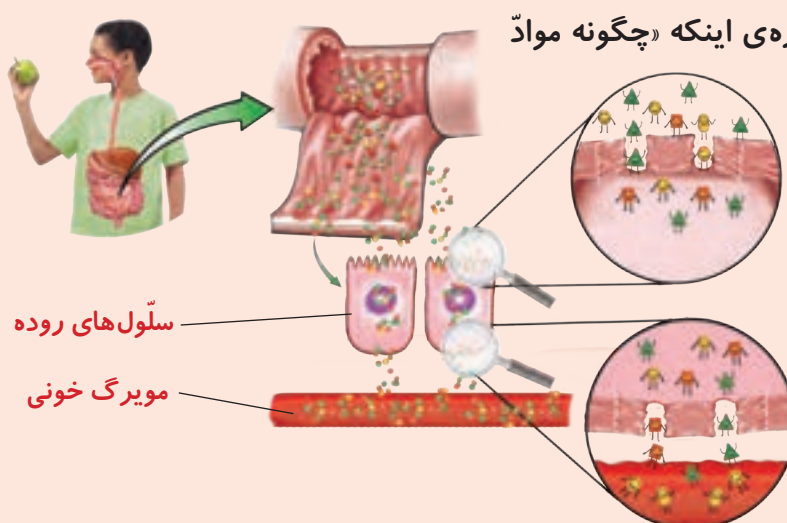 ره‌ی اینکه «چگونه موادّ
سلّول‌های روده
مویرگ خونی